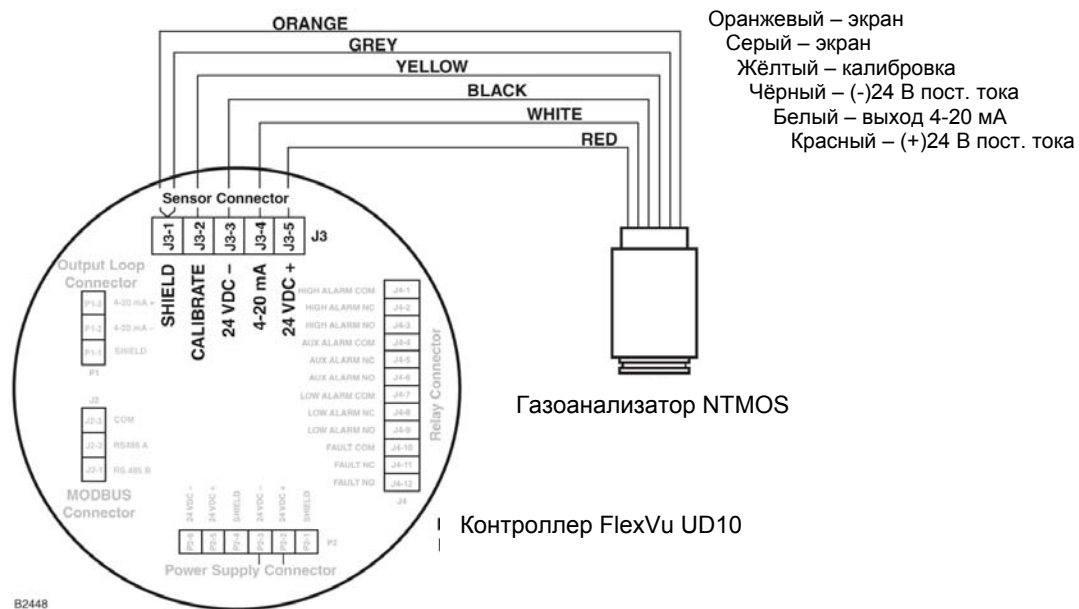 ORANGE
GREY
YELLOW
BLACK
WHITE
RED
Оранжевый – экран
Серый – экран
Жёлтый – калибровка
Чёрный – (-)24 В пост. тока
Белый – выход 4-20 мА
Красный – (+)24 В пост. тока
Sensor Connector
J3-1
J3-2
J3-3
J3-4
J3-5
J3
SHIELD
CALIBRATE
24 VDC –
4-20 mA
24 VDC +
Output Loop
Connector
P1-3 4-20 mA +
P1-2 4-20 mA –
P1-1 SHIELD
P1
J2
J2-3 COM
J2-2 RS485 A
J2-1 RS485 B
MODBUS
Connector
HIGH ALARM COM J4-1
HIGH ALARM NC J4-2
HIGH ALARM NO J4-3
AUX ALARM COM J4-4
AUX ALARM NC J4-5
AUX ALARM NO J4-6
LOW ALARM COM J4-7
LOW ALARM NC J4-8
LOW ALARM NO J4-9
FAULT COM J4-10
FAULT NC J4-11
FAULT NO J4-12
J4
Relay Connector
Газоанализатор NTMOS
24 VDC –
24 VDC +
SHIELD
24 VDC –
24 VDC +
SHIELD
P2-6
P2-5
P2-4
P2-3
P2-2
P2-1
P2
Power Supply Connector
Контроллер FlexVu UD10
B2448